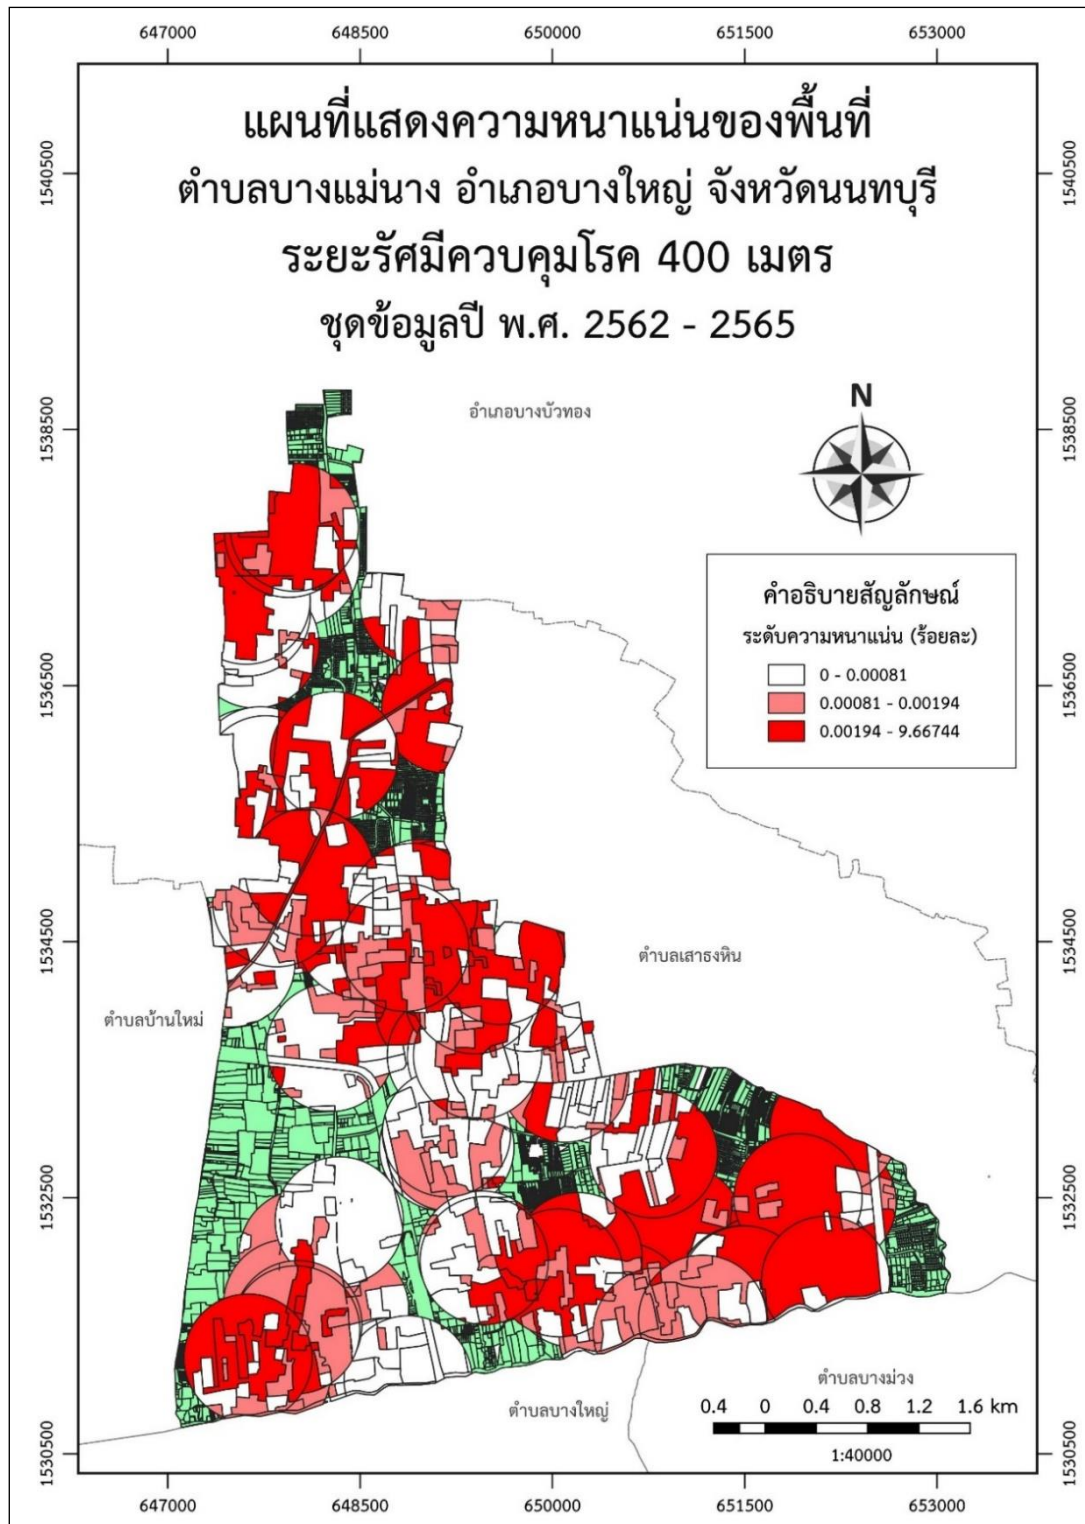 647000 648500 650000 651500 653000
แผนที่แสดงความหนาแน่นของพื้นที่
ตำบลบางแม่นาง อำเภอบางใหญ่ จังหวัดนนทบุรี
ระยะรัศมีควบคุมโรค 400 เมตร
ชุดข้อมูลปี พ.ศ. 2562 - 2565
1540500 1540500
อำเภอบางบัวทอง
N
1538500 1538500
คำอธิบายสัญลักษณ์
ระดับความหนาแน่น (ร้อยละ)
0 - 0.00081
0.00081 - 0.00194
0.00194 - 9.66744
1536500 1536500
1534500 1534500
ตำบลเสาธงหิน
ตำบลบ้านใหม่
1532500 1532500
ตำบลบางม่วง
ตำบลบางใหญ่
0.4 0 0.4 0.8 1.2 1.6 km
1:40000
1530500 1530500
647000 648500 650000 651500 653000